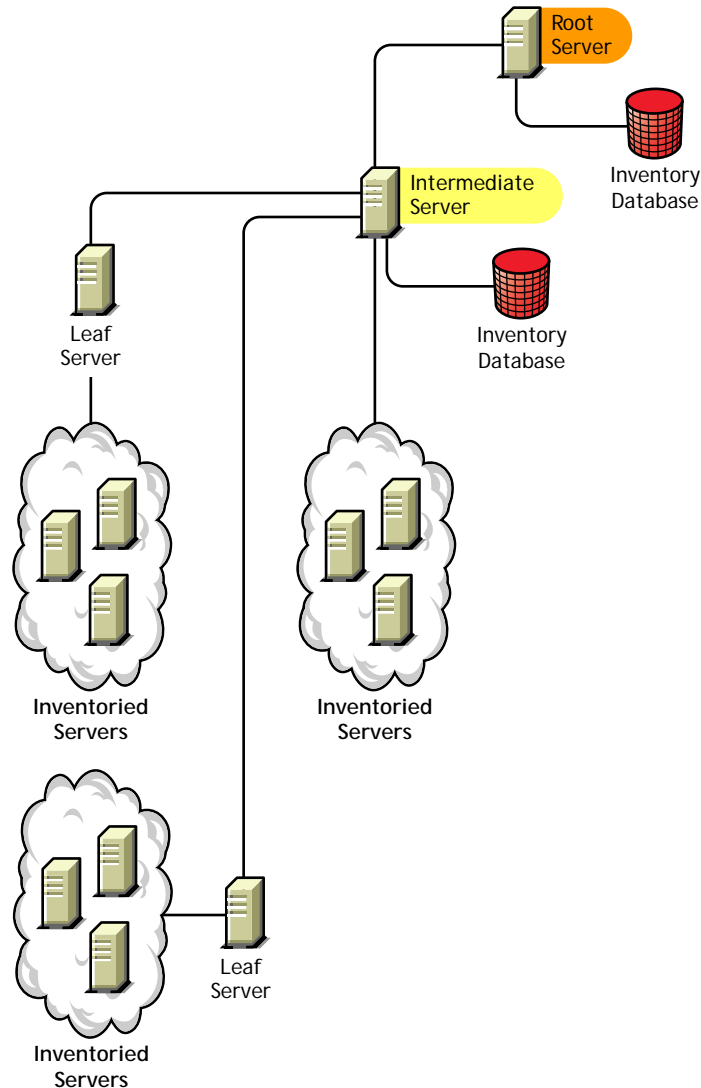 Root
Server
Inventory
Database
Intermediate
Server
Inventory
Database
Leaf
Server
Inventoried
Servers
Inventoried
Servers
Leaf
Server
Inventoried
Servers